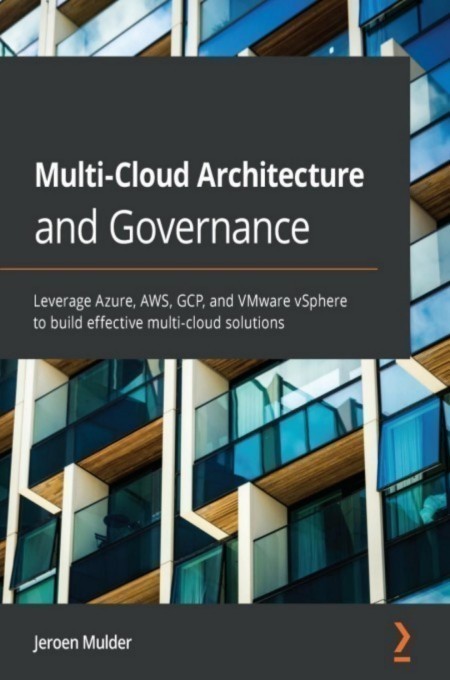 Multi-Cloud Architecture
and Governance
Leverage Azure, AWS, GCP, and VMware vSphere
to build effective multi-cloud solutions
Jeroen Mulder